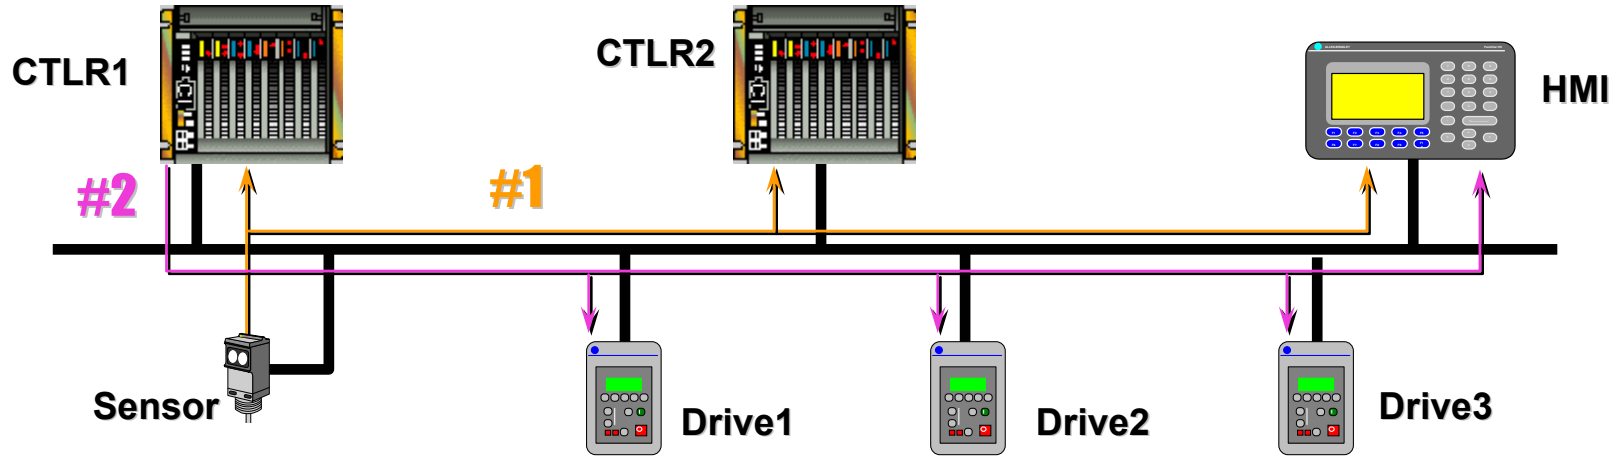 CTLR1
CTLR2
HMI
#2
#1
Sensor
Drive1
Drive2
Drive3